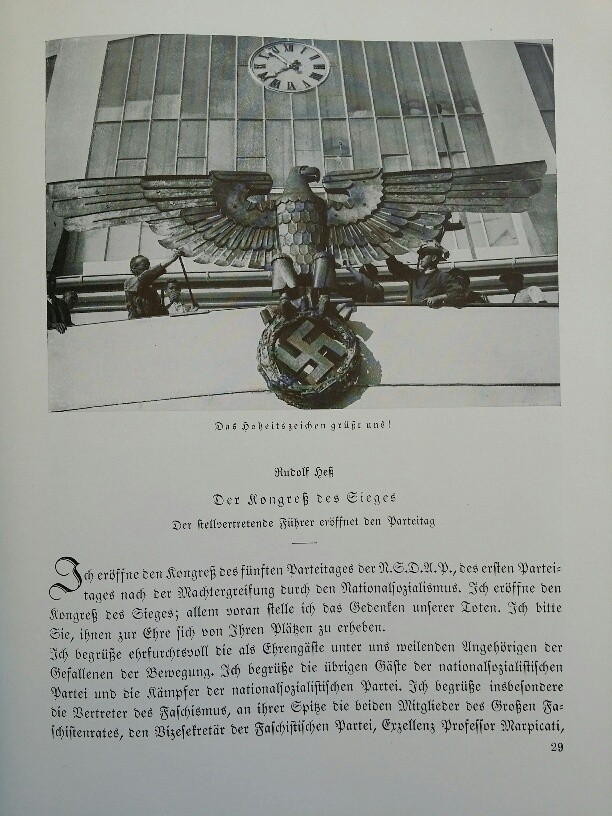 Das Hoheitszeichen grüßt uns!
Rudolf Heß
Der Kongreß des Sieges
Der stellvertretende Führer eröffnet den Parteitag
Ich eröffne den Kongreß des fünften Parteitages der N.S.D.A.P., des ersten Partei-
tages nach der Machtergreifung durch den Nationalsozialismus. Ich eröffne den
Kongreß des Sieges; allem voran stelle ich das Gedenken unserer Toten. Ich bitte
Sie, ihnen zur Ehre sich von Ihren Plätzen zu erheben.
Ich begrüße ehrfurchtsvoll die als Ehrengäste unter uns weilenden Angehörigen der
Gefallenen der Bewegung. Ich begrüße die übrigen Gäste der nationalsozialistischen
Partei und die Kämpfer der nationalsozialistischen Partei. Ich begrüße insbesondere
die Vertreter des Faschismus, an ihrer Spitze die beiden Mitglieder des Großen Fa-
schistenrates, den Vizesekretär der Faschistischen Partei, Exzellenz Professor Marpicati,
29